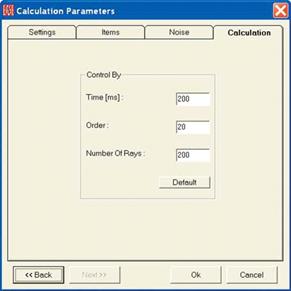 Calculation Parameters
Settings Items Noise Calculation
Control By
Time [ms] : 200
Order : 20
Number Of Rays : 200
Default
<< Back Next >> Ok Cancel